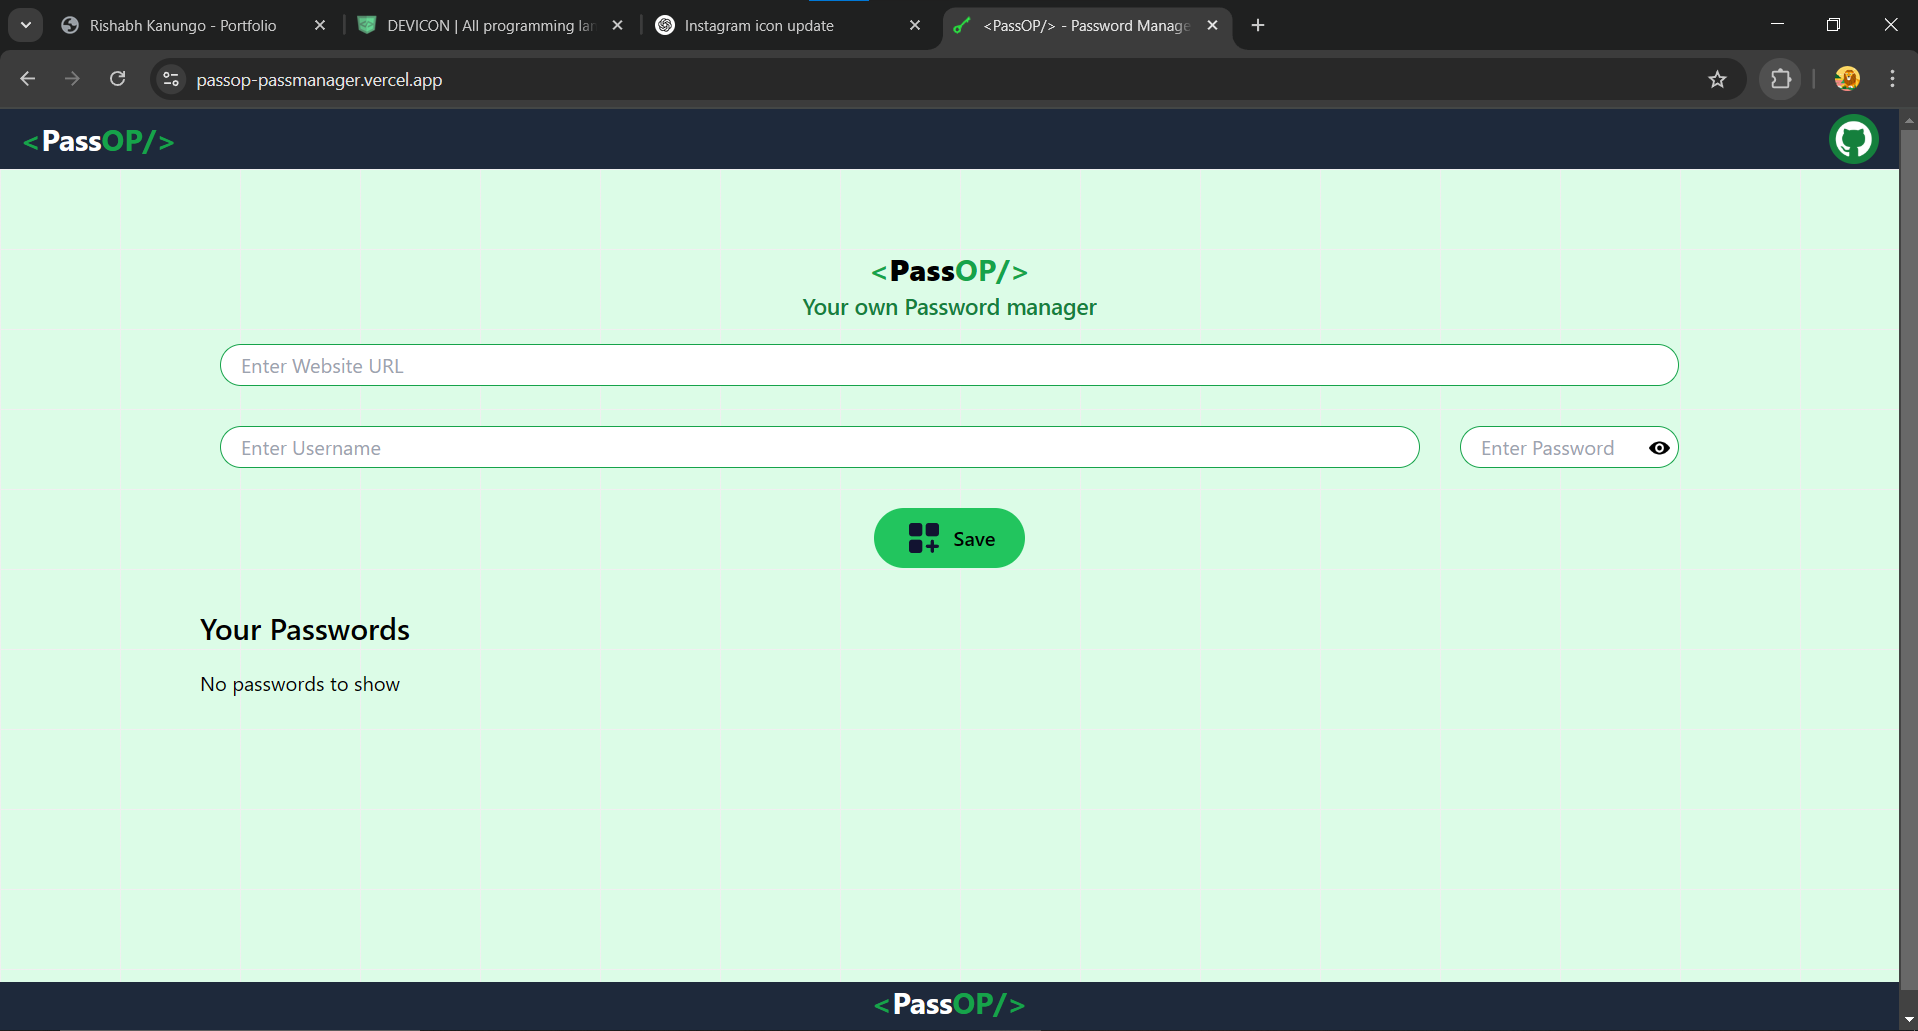 Rishabh Kanungo - Portfolio
DEVICON | All programming lan
Instagram icon update
<PassOP/> - Password Manage
passop-passmanager.vercel.app
<PassOP/>
<PassOP/>
Your own Password manager
Enter Website URL
Enter Username
Enter Password
Save
Your Passwords
No passwords to show
<PassOP/>